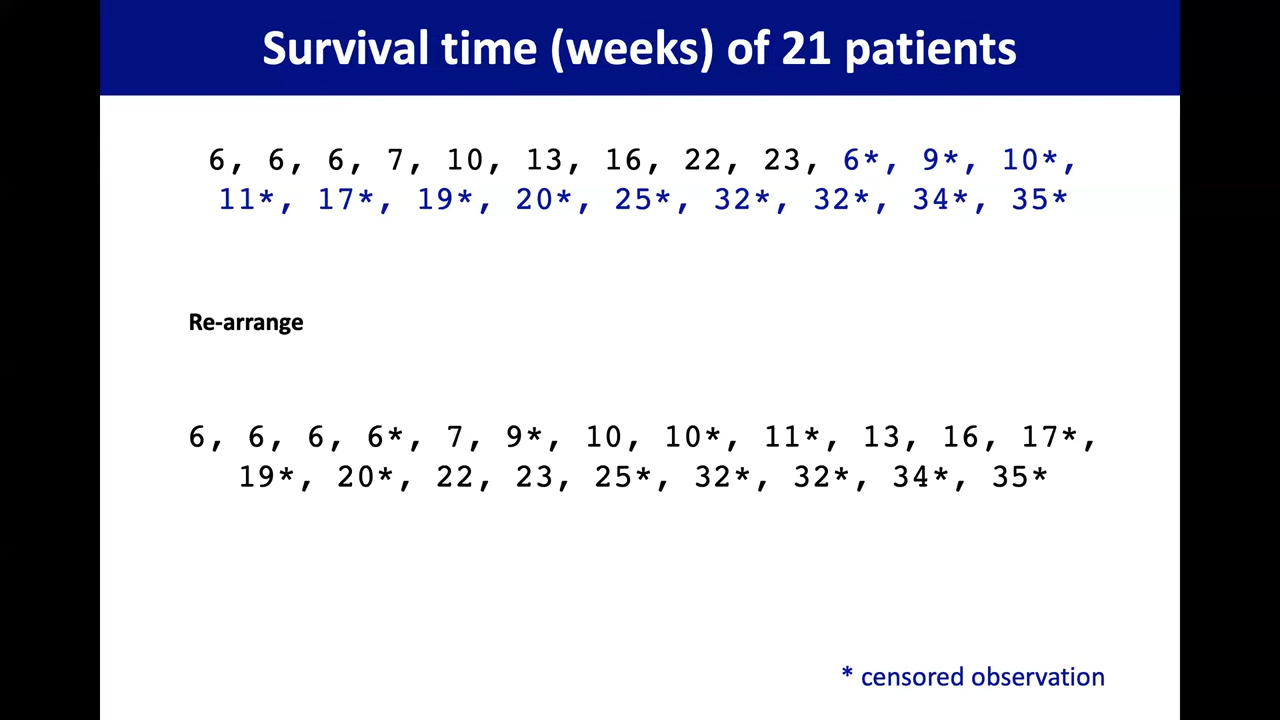 Survival time (weeks) of 21 patients
6, 6, 6, 7, 10, 13, 16, 22, 23, 6*, 9*, 10*,
11*, 17*, 19*, 20*, 25*, 32*, 32*, 34*, 35*
Re-arrange
6, 6, 6, 6*, 7, 9*, 10, 10*, 11*, 13, 16, 17*,
19*, 20*, 22, 23, 25*, 32*, 32*, 34*, 35*
* censored observation